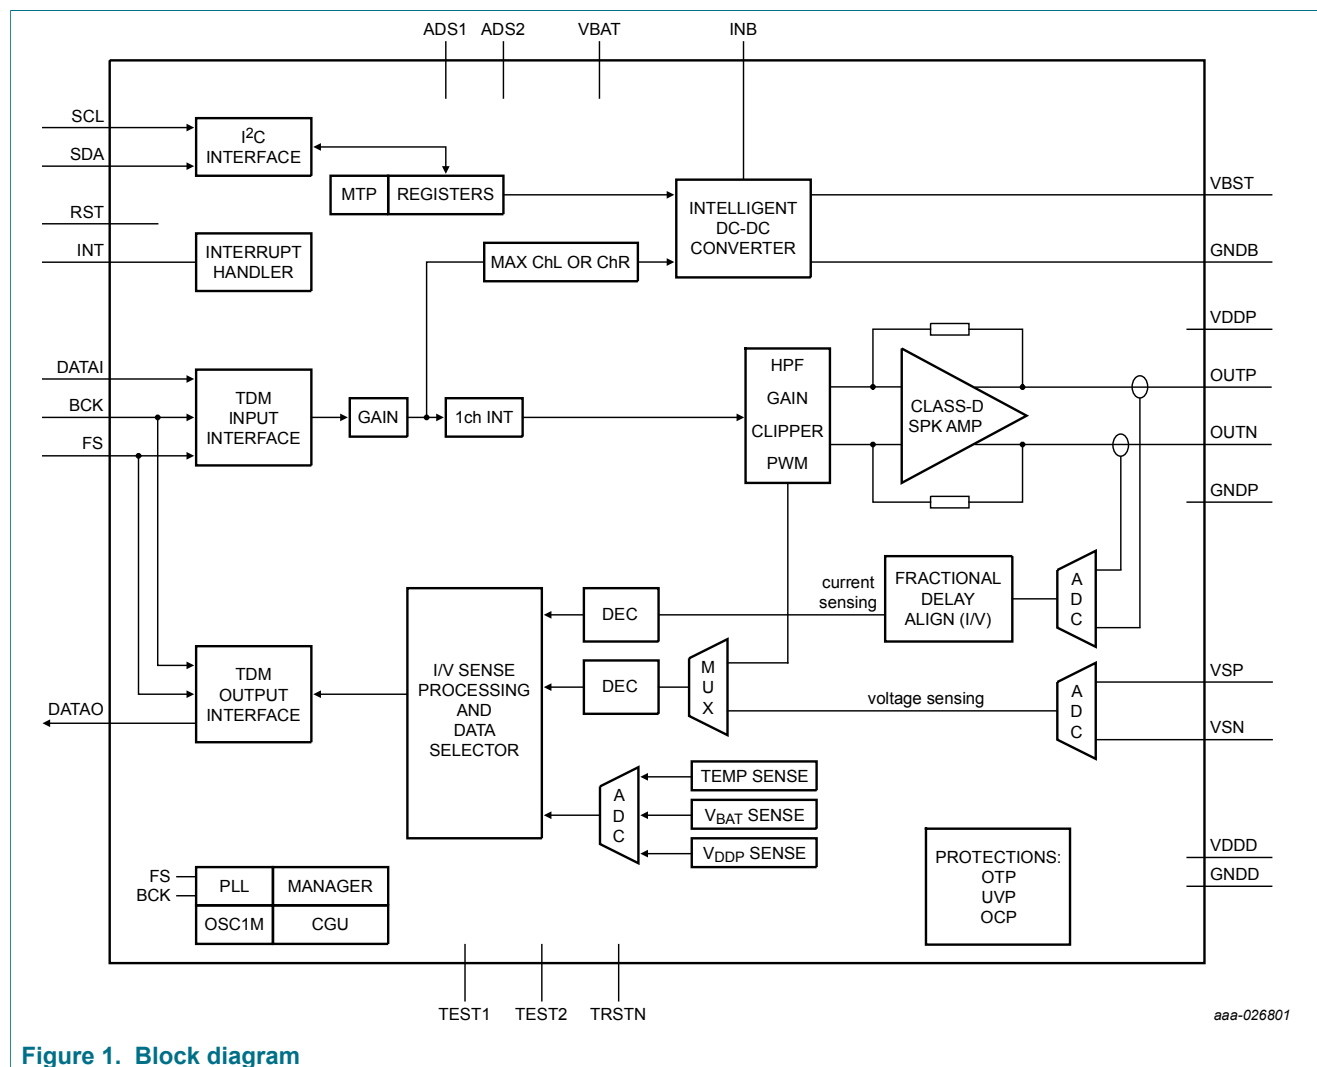 ADS1
ADS2
VBAT
INB
SCL
SDA
RST
INT
DATAI
BCK
FS
DATAO
I2C
INTERFACE
MTP
REGISTERS
INTERRUPT
HANDLER
MAX ChL OR ChR
INTELLIGENT
DC-DC
CONVERTER
VBST
GNDB
VDDP
OUTP
OUTN
GNDP
TDM
INPUT
INTERFACE
GAIN
1ch INT
HPF
GAIN
CLIPPER
PWM
CLASS-D
SPK AMP
current
sensing
FRACTIONAL
DELAY
ALIGN (I/V)
ADC
DEC
DEC
MUX
voltage sensing
ADC
VSP
VSN
I/V SENSE
PROCESSING
AND
DATA
SELECTOR
TDM
OUTPUT
INTERFACE
ADC
TEMP SENSE
VBAT SENSE
VDDP SENSE
PROTECTIONS:
OTP
UVP
OCP
VDDD
GNDD
FS
BCK
PLL
MANAGER
OSC1M
CGU
TEST1
TEST2
TRSTN
aaa-026801
Figure 1. Block diagram